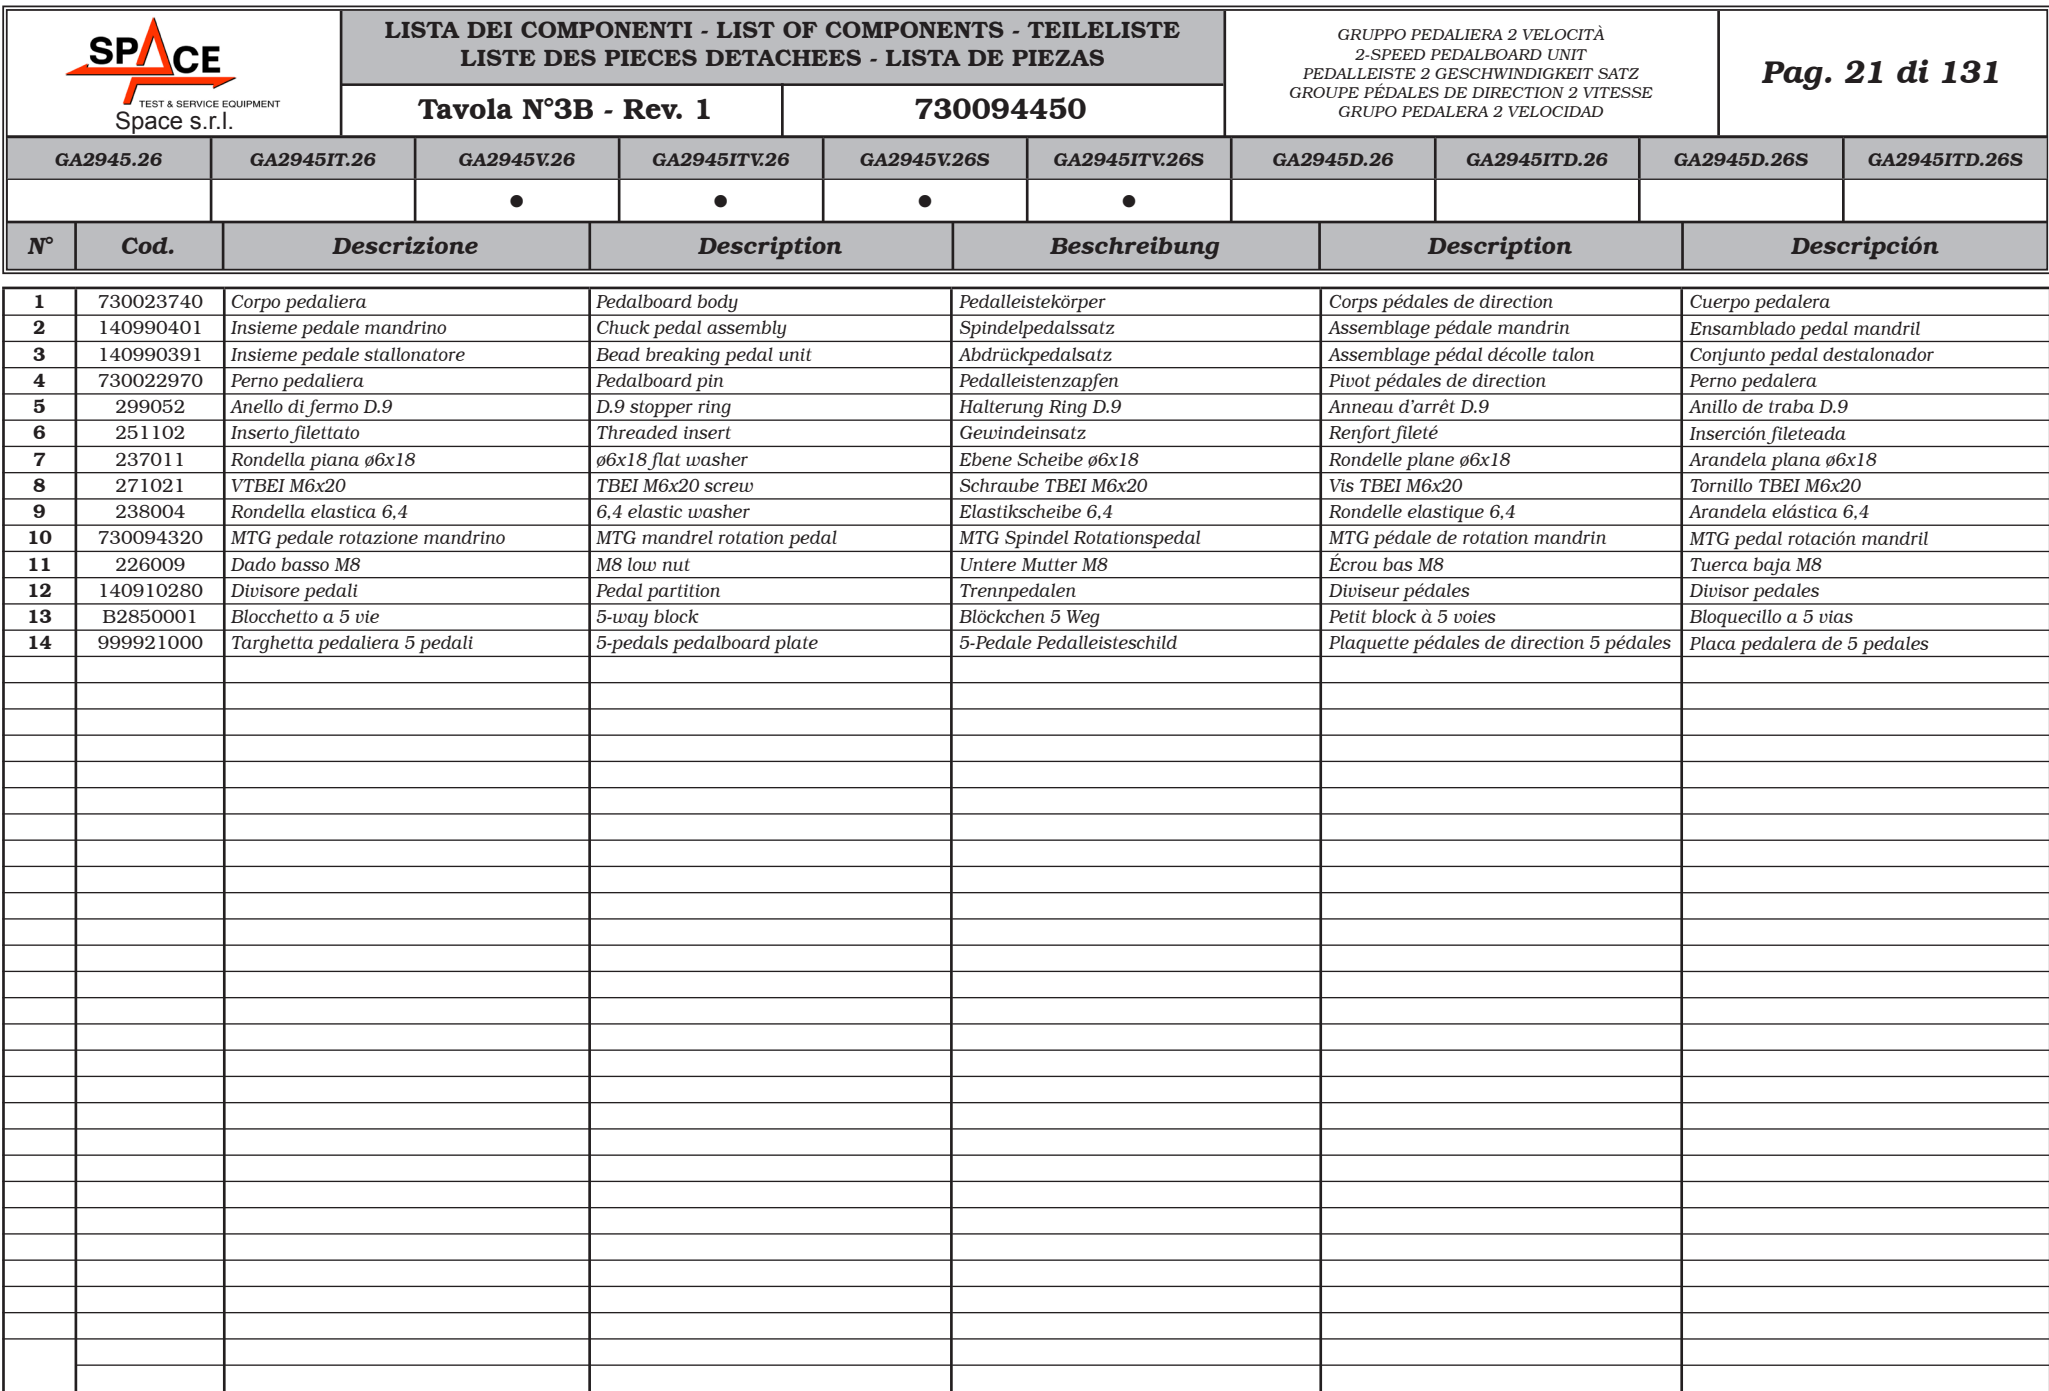 SPACE
TEST & SERVICE EQUIPMENT
Space s.r.l.
LISTA DEI COMPONENTI - LIST OF COMPONENTS - TEILELISTE
LISTE DES PIECES DETACHEES - LISTA DE PIEZAS
Tavola N°3B - Rev. 1 730094450
GRUPPO PEDALIERA 2 VELOCITÀ
2-SPEED PEDALBOARD UNIT
PEDALLEISTE 2 GESCHWINDIGKEIT SATZ
GROUPE PÉDALES DE DIRECTION 2 VITESSE
GRUPO PEDALERA 2 VELOCIDAD
Pag. 21 di 131
GA2945.26 GA2945IT.26 GA2945V.26 GA2945ITV.26 GA2945V.26S GA2945ITV.26S GA2945D.26 GA2945ITD.26 GA2945D.26S GA2945ITD.26S
● ● ● ●
N° Cod. Descrizione Description Beschreibung Description Descripción
1 730023740 Corpo pedaliera Pedalboard body Pedalleistekörper Corps pédales de direction Cuerpo pedalera
2 140990401 Insieme pedale mandrino Chuck pedal assembly Spindelpedalssatz Assemblage pédale mandrin Ensamblado pedal mandril
3 140990391 Insieme pedale stallonatore Bead breaking pedal unit Abdrückpedalsatz Assemblage pédal décolle talon Conjunto pedal destalonador
4 730022970 Perno pedaliera Pedalboard pin Pedalleistenzapfen Pivot pédales de direction Perno pedalera
5 299052 Anello di fermo D.9 D.9 stopper ring Halterung Ring D.9 Anneau d'arrêt D.9 Anillo de traba D.9
6 251102 Inserto filettato Threaded insert Gewindeinsatz Renfort fileté Inserción fileteada
7 237011 Rondella piana ø6x18 ø6x18 flat washer Ebene Scheibe ø6x18 Rondelle plane ø6x18 Arandela plana ø6x18
8 271021 VTBEI M6x20 TBEI M6x20 screw Schraube TBEI M6x20 Vis TBEI M6x20 Tornillo TBEI M6x20
9 238004 Rondella elastica 6,4 6,4 elastic washer Elastikscheibe 6,4 Rondelle elastique 6,4 Arandela elástica 6,4
10 730094320 MTG pedale rotazione mandrino MTG mandrel rotation pedal MTG Spindel Rotationspedal MTG pédale de rotation mandrin MTG pedal rotación mandril
11 226009 Dado basso M8 M8 low nut Untere Mutter M8 Écrou bas M8 Tuerca baja M8
12 140910280 Divisore pedali Pedal partition Trennpedalen Diviseur pédales Divisor pedales
13 B2850001 Blocchetto a 5 vie 5-way block Blöckchen 5 Weg Petit block à 5 voies Bloquecillo a 5 vias
14 999921000 Targhetta pedaliera 5 pedali 5-pedals pedalboard plate 5-Pedale Pedalleisteschild Plaquette pédales de direction 5 pédales Placa pedalera de 5 pedales